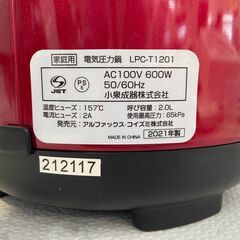 家庭用 電気圧力鍋 LPC-T1201
AC100V 600W
50/60Hz
小泉成器株式会社
JET
PS
E
温度ヒューズ:157℃ 呼び容量:2.0L
電流ヒューズ:2A 最高使用圧力:65kPa
発売元:アルファックス・コイズミ株式会社
MADE IN CHINA 2021年製
212117